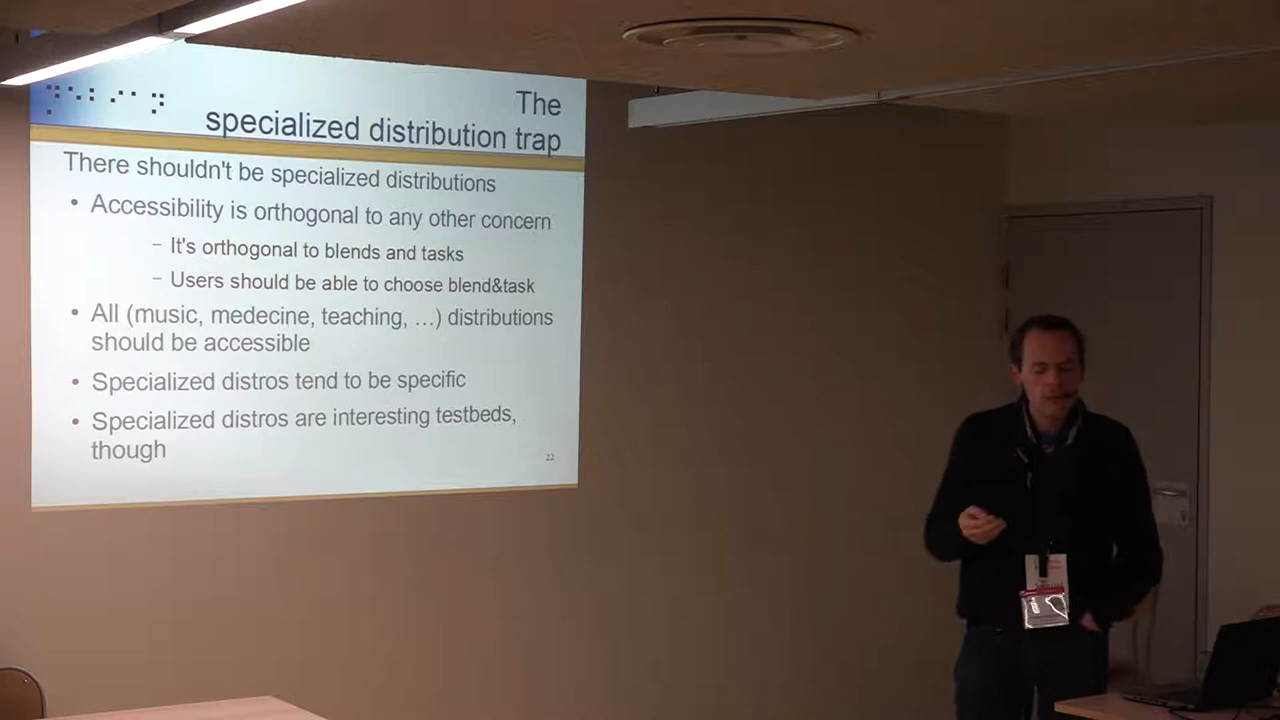 The
specialized distribution trap
There shouldn't be specialized distributions
• Accessibility is orthogonal to any other concern
– It's orthogonal to blends and tasks
– Users should be able to choose blend&task
• All (music, medecine, teaching, …) distributions
should be accessible
• Specialized distros tend to be specific
• Specialized distros are interesting testbeds,
though
22